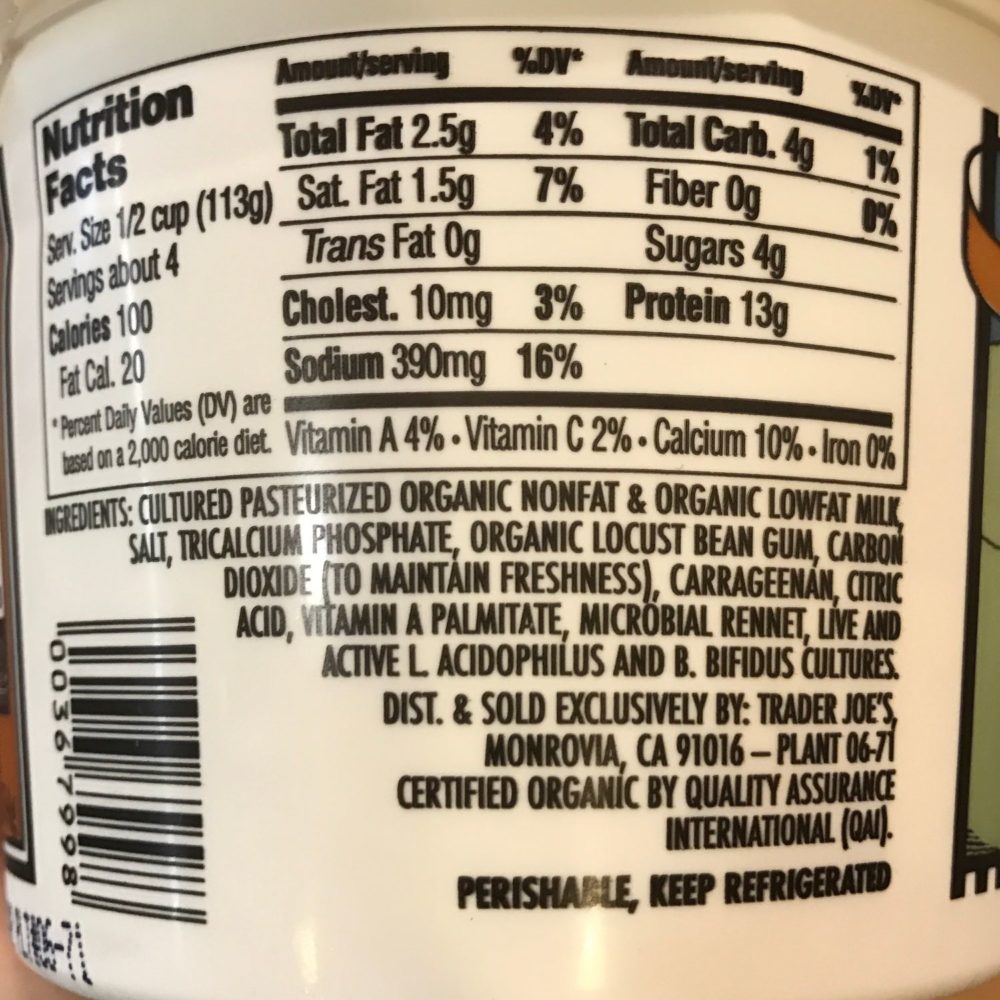 Nutrition
Facts
Serv. Size 1/2 cup (113g)
Servings about 4
Calories 100
Fat Cal. 20
*Percent Daily Values (DV) are
based on a 2,000 calorie diet.
Amount/serving %DV* Amount/serving %DV*
Total Fat 2.5g 4% Total Carb. 4g 1%
Sat. Fat 1.5g 7% Fiber 0g 0%
Trans Fat 0g Sugars 4g
Cholest. 10mg 3% Protein 13g
Sodium 390mg 16%
Vitamin A 4% • Vitamin C 2% • Calcium 10% • Iron 0%
INGREDIENTS: CULTURED PASTEURIZED ORGANIC NONFAT & ORGANIC LOWFAT MILK,
SALT, TRICALCIUM PHOSPHATE, ORGANIC LOCUST BEAN GUM, CARBON
DIOXIDE (TO MAINTAIN FRESHNESS), CARRAGEENAN, CITRIC
ACID, VITAMIN A PALMITATE, MICROBIAL RENNET, LIVE AND
ACTIVE L. ACIDOPHILUS AND B. BIFIDUS CULTURES.
DIST. & SOLD EXCLUSIVELY BY: TRADER JOE'S,
MONROVIA, CA 91016 – PLANT 06-71
CERTIFIED ORGANIC BY QUALITY ASSURANCE
INTERNATIONAL (QAI).
PERISHABLE, KEEP REFRIGERATED
00367998